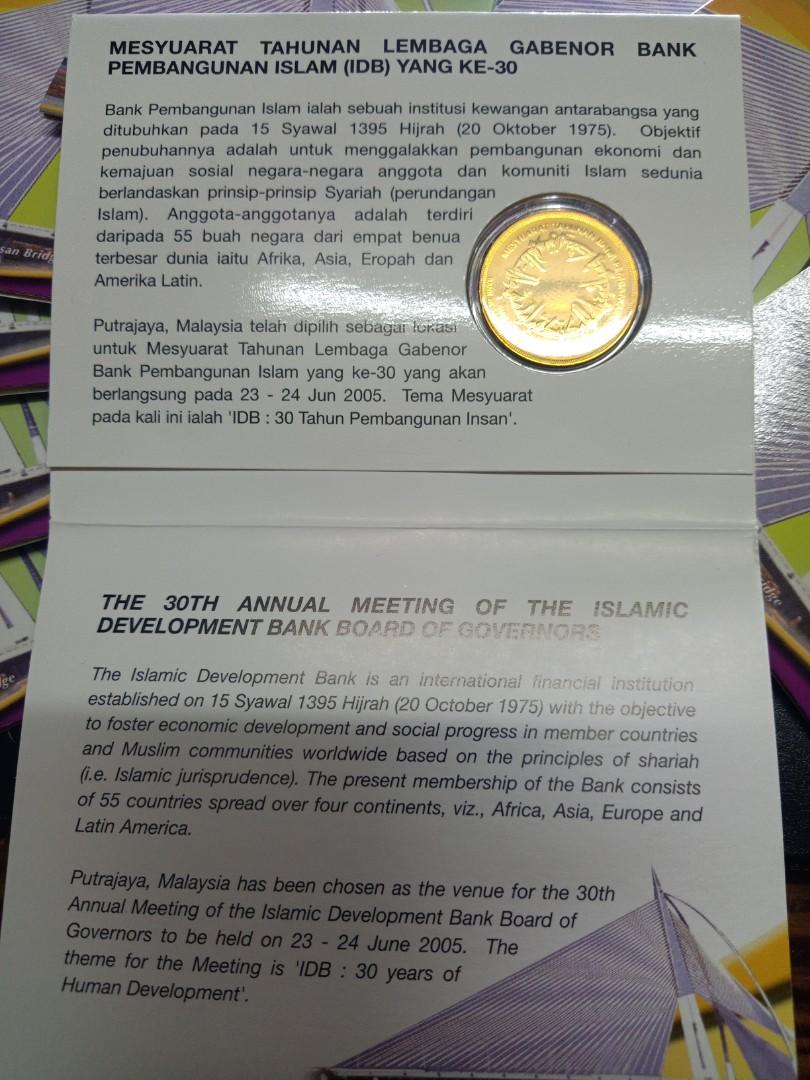 MESYUARAT TAHUNAN LEMBAGA GABENOR BANK
PEMBANGUNAN ISLAM (IDB) YANG KE-30
Bank Pembangunan Islam ialah sebuah institusi kewangan antarabangsa yang
ditubuhkan pada 15 Syawal 1395 Hijrah (20 Oktober 1975). Objektif
penubuhannya adalah untuk menggalakkan pembangunan ekonomi dan
kemajuan sosial negara-negara anggota dan komuniti Islam sedunia
berlandaskan prinsip-prinsip Syariah (perundangan
Islam). Anggota-anggotanya adalah terdiri
daripada 55 buah negara dari empat benua
terbesar dunia iaitu Afrika, Asia, Eropah dan
Amerika Latin.
Putrajaya, Malaysia telah dipilih sebagai lokasi
untuk Mesyuarat Tahunan Lembaga Gabenor
Bank Pembangunan Islam yang ke-30 yang akan
berlangsung pada 23 - 24 Jun 2005. Tema Mesyuarat
pada kali ini ialah 'IDB : 30 Tahun Pembangunan Insan'.
MESYUARAT TAHUNAN
THE 30TH ANNUAL MEETING OF THE ISLAMIC
DEVELOPMENT BANK BOARD OF GOVERNORS
The Islamic Development Bank is an international financial institution
established on 15 Syawal 1395 Hijrah (20 October 1975) with the objective
to foster economic development and social progress in member countries
and Muslim communities worldwide based on the principles of shariah
(i.e. Islamic jurisprudence). The present membership of the Bank consists
of 55 countries spread over four continents, viz., Africa, Asia, Europe and
Latin America.
Putrajaya, Malaysia has been chosen as the venue for the 30th
Annual Meeting of the Islamic Development Bank Board of
Governors to be held on 23 - 24 June 2005. The
theme for the Meeting is 'IDB : 30 years of
Human Development'.